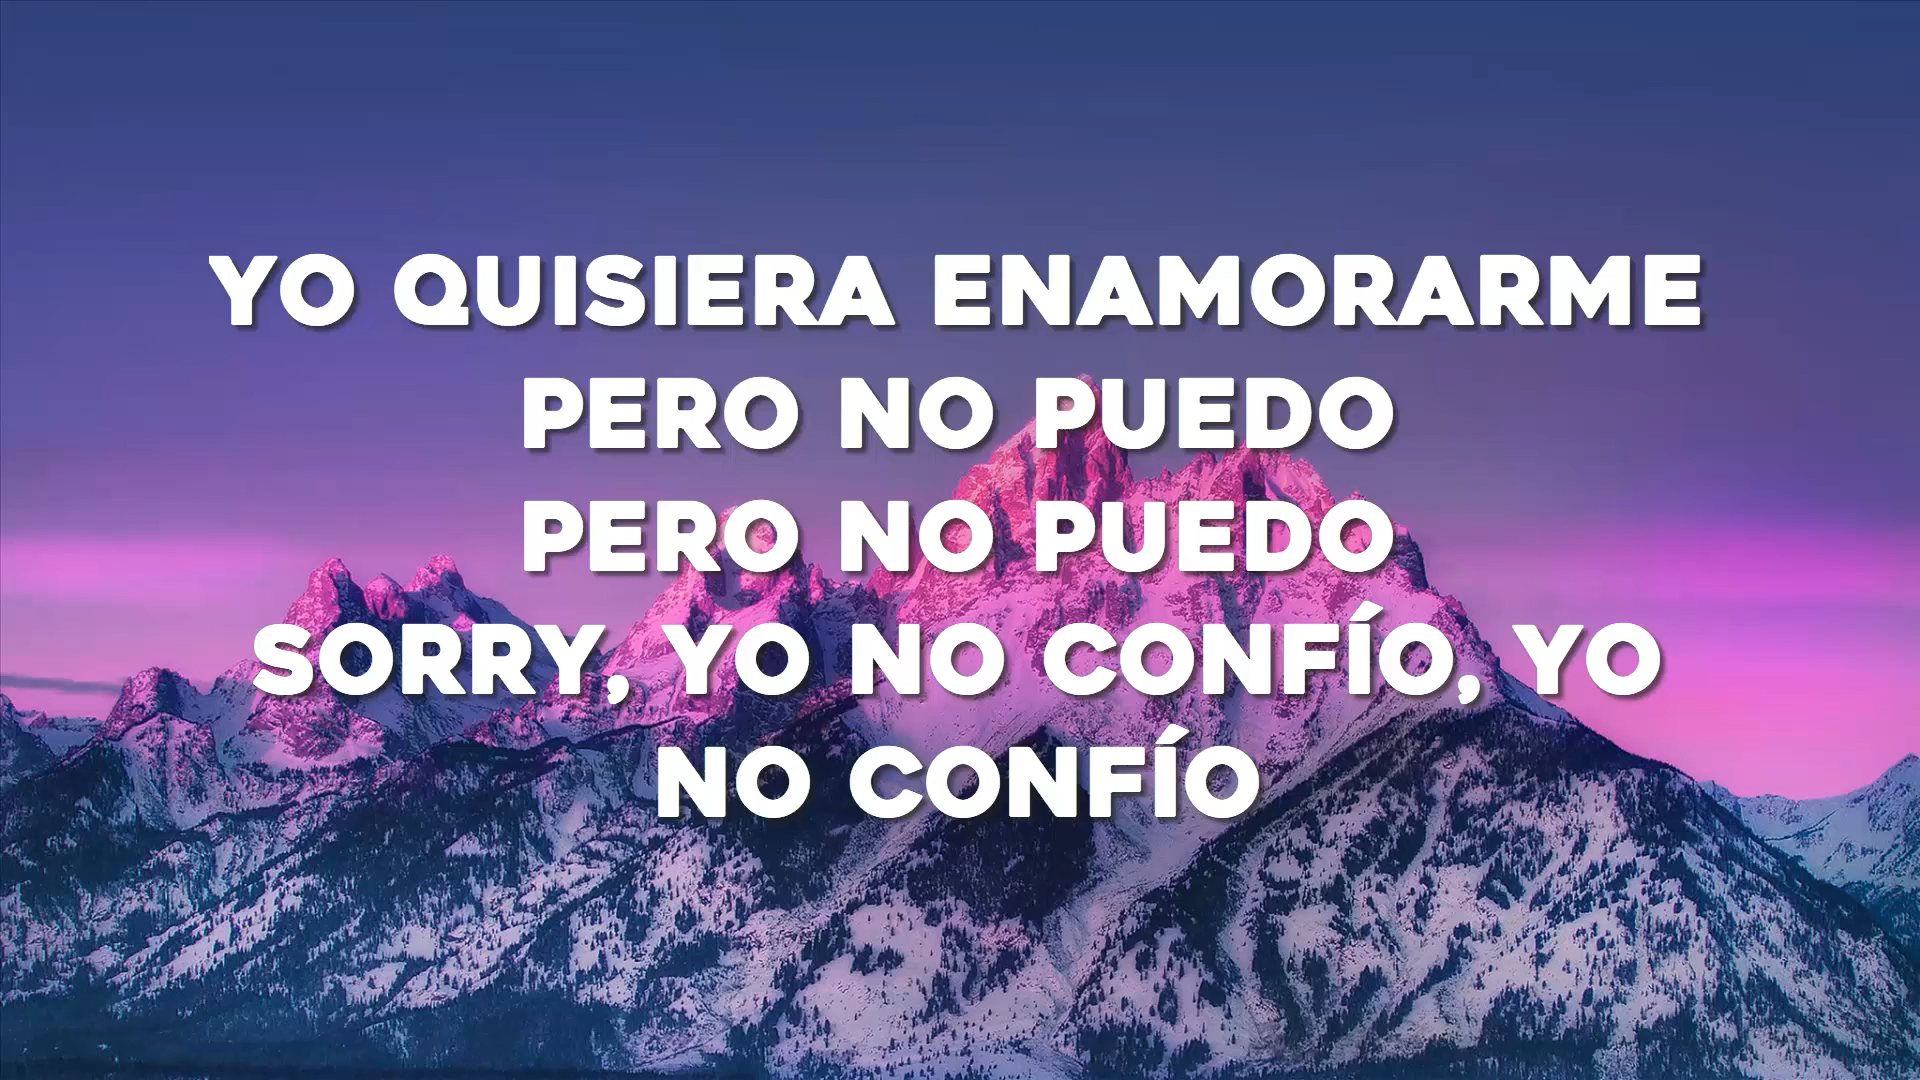 YO QUISIERA ENAMORARME
PERO NO PUEDO
PERO NO PUEDO
SORRY, YO NO CONFÍO, YO
NO CONFÍO